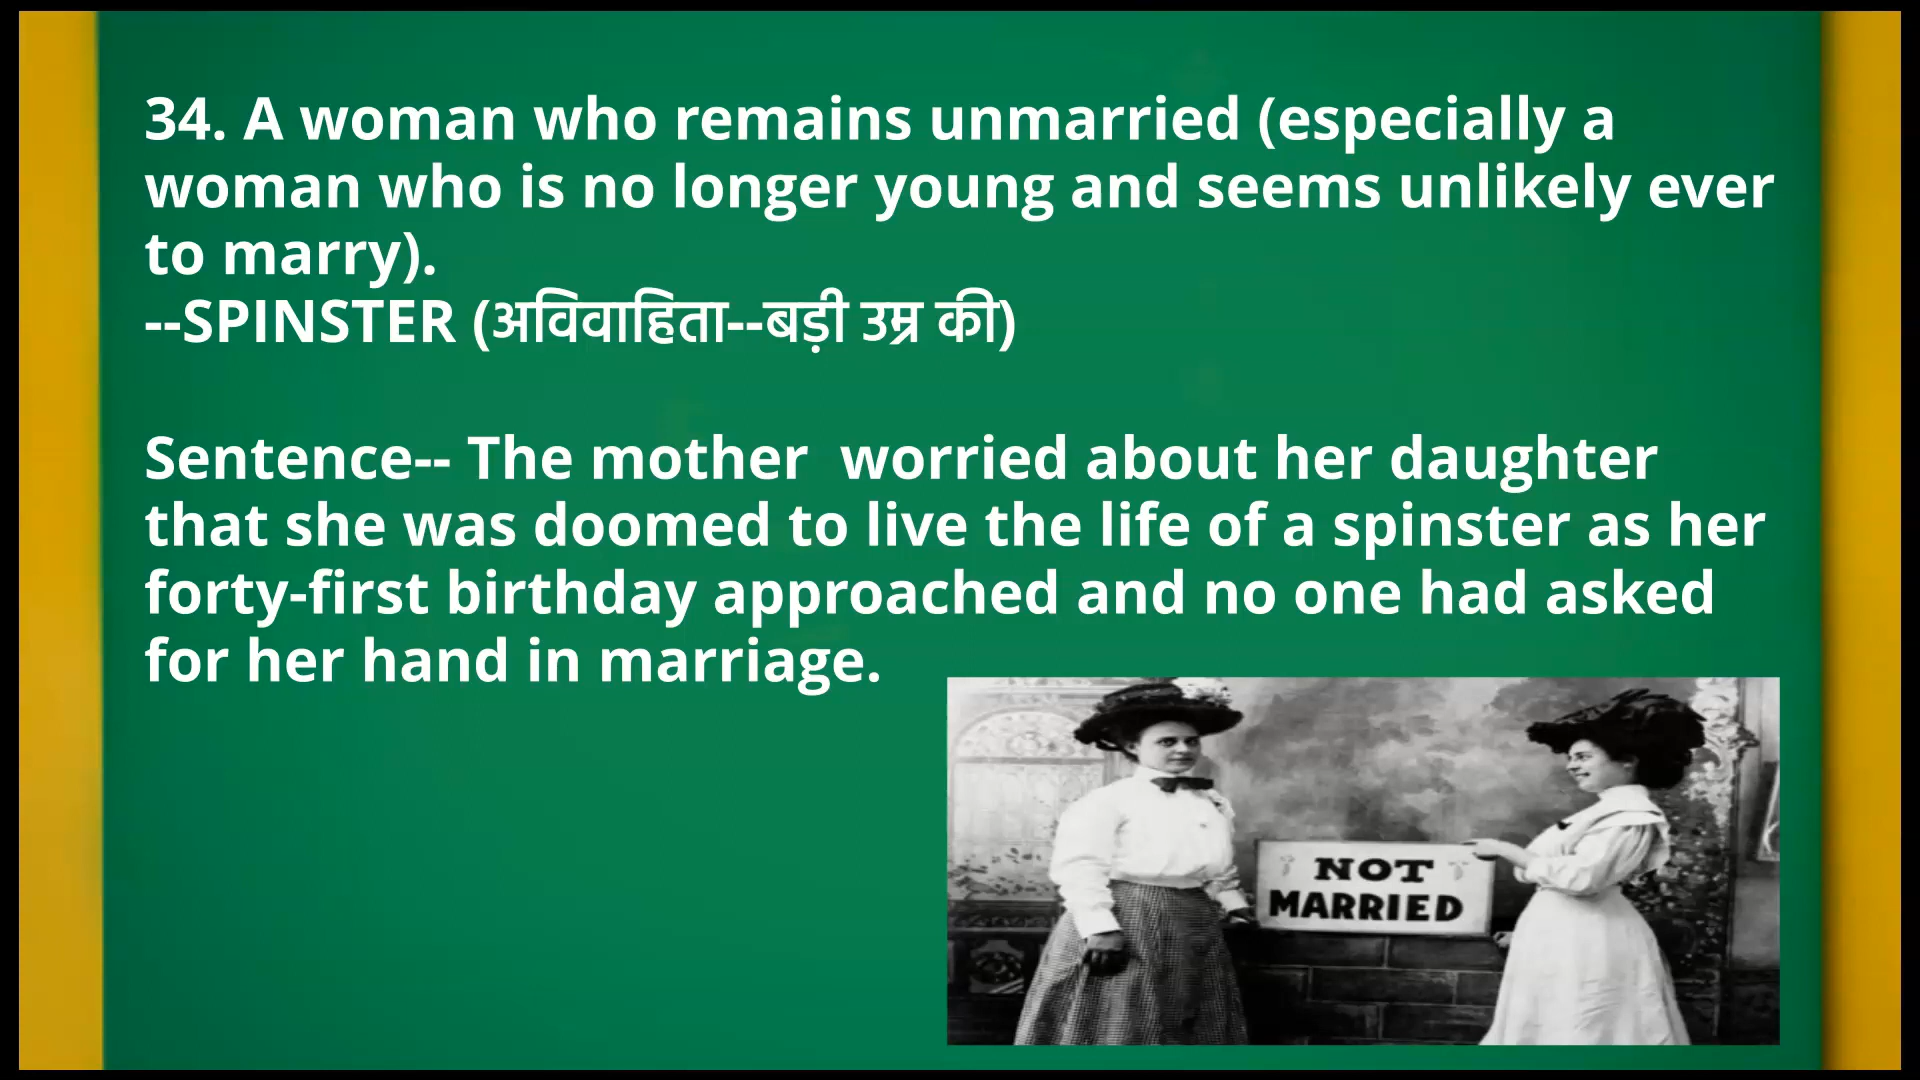 34. A woman who remains unmarried (especially a
woman who is no longer young and seems unlikely ever
to marry).
--SPINSTER (अविवाहिता--बड़ी उम्र की)
Sentence-- The mother  worried about her daughter
that she was doomed to live the life of a spinster as her
forty-first birthday approached and no one had asked
for her hand in marriage.
NOT
MARRIED